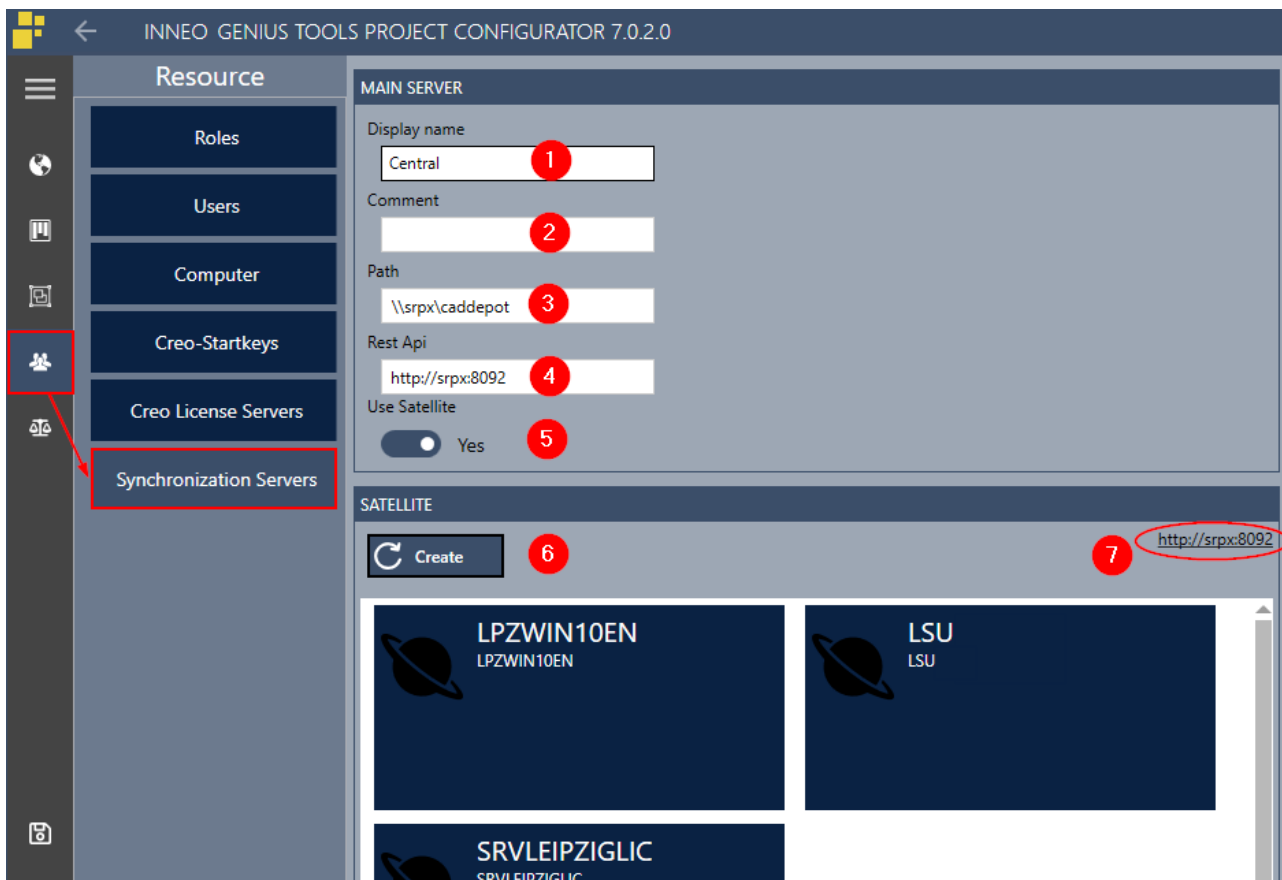 INNEO GENIUS TOOLS PROJECT CONFIGURATOR 7.0.2.0
Resource
Roles
Users
Computer
Creo-Startkeys
Creo License Servers
Synchronization Servers
MAIN SERVER
Display name
Central 1
Comment
2
Path
\\srpx\caddepot 3
Rest Api
http://srpx:8092 4
Use Satellite
Yes 5
SATELLITE
Create 6
7 http://srpx:8092
LPZWIN10EN
LPZWIN10EN
LSU
LSU
SRVLEIPZIGLIC
SRVLEIPZIGLIC